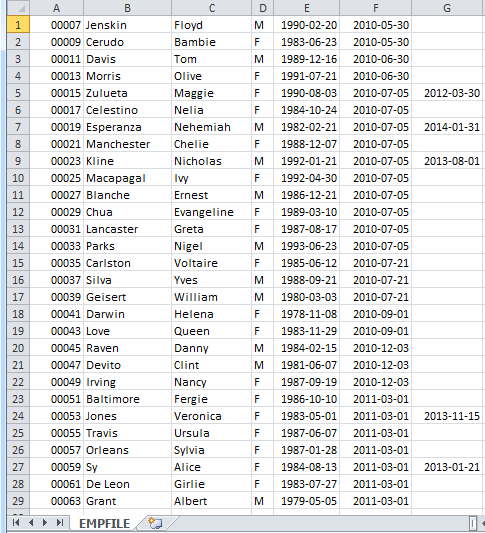 A B C D E F G
1 00007 Jenskin Floyd M 1990-02-20 2010-05-30
2 00009 Cerudo Bambie F 1983-06-23 2010-05-30
3 00011 Davis Tom M 1989-12-16 2010-06-30
4 00013 Morris Olive F 1991-07-21 2010-06-30
5 00015 Zulueta Maggie F 1990-08-03 2010-07-05 2012-03-30
6 00017 Celestino Nelia F 1984-10-24 2010-07-05
7 00019 Esperanza Nehemiah M 1982-02-21 2010-07-05 2014-01-31
8 00021 Manchester Chelie F 1988-12-07 2010-07-05
9 00023 Kline Nicholas M 1992-01-21 2010-07-05 2013-08-01
10 00025 Macapagal Ivy F 1992-04-30 2010-07-05
11 00027 Blanche Ernest M 1986-12-21 2010-07-05
12 00029 Chua Evangeline F 1989-03-10 2010-07-05
13 00031 Lancaster Greta F 1987-08-17 2010-07-05
14 00033 Parks Nigel M 1993-06-23 2010-07-05
15 00035 Carlston Voltaire F 1985-06-12 2010-07-21
16 00037 Silva Yves M 1988-09-21 2010-07-21
17 00039 Geisert William M 1980-03-03 2010-07-21
18 00041 Darwin Helena F 1978-11-08 2010-09-01
19 00043 Love Queen F 1983-11-29 2010-09-01
20 00045 Raven Danny M 1984-02-15 2010-12-03
21 00047 Devito Clint M 1981-06-07 2010-12-03
22 00049 Irving Nancy F 1987-09-19 2010-12-03
23 00051 Baltimore Fergie F 1986-10-10 2011-03-01
24 00053 Jones Veronica F 1983-05-01 2011-03-01 2013-11-15
25 00055 Travis Ursula F 1987-06-07 2011-03-01
26 00057 Orleans Sylvia F 1987-01-28 2011-03-01
27 00059 Sy Alice F 1984-08-13 2011-03-01 2013-01-21
28 00061 De Leon Girlie F 1983-07-27 2011-03-01
29 00063 Grant Albert M 1979-05-05 2011-03-01
EMPFILE